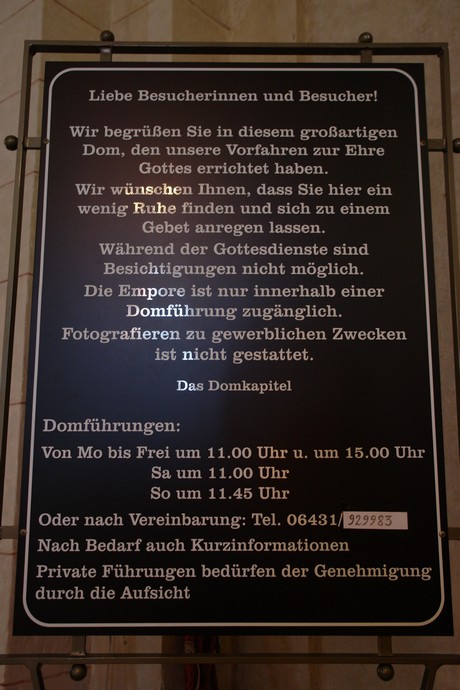 Liebe Besucherinnen und Besucher!
Wir begrüßen Sie in diesem großartigen
Dom, den unsere Vorfahren zur Ehre
Gottes errichtet haben.
Wir wünschen Ihnen, dass Sie hier ein
wenig Ruhe finden und sich zu einem
Gebet anregen lassen.
Während der Gottesdienste sind
Besichtigungen nicht möglich.
Die Empore ist nur innerhalb einer
Domführung zugänglich.
Fotografieren zu gewerblichen Zwecken
ist nicht gestattet.
Das Domkapitel
Domführungen:
Von Mo bis Frei um 11.00 Uhr u. um 15.00 Uhr
Sa um 11.00 Uhr
So um 11.45 Uhr
Oder nach Vereinbarung: Tel. 06431/929983
Nach Bedarf auch Kurzinformationen
Private Führungen bedürfen der Genehmigung
durch die Aufsicht